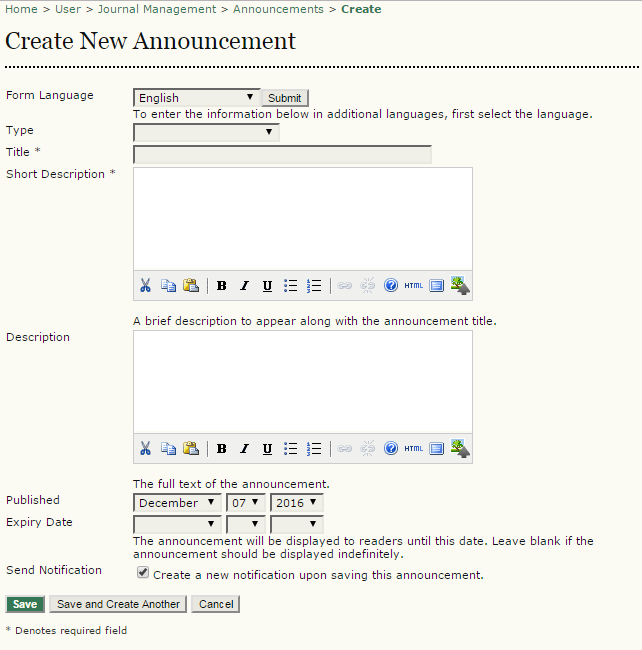 Home > User > Journal Management > Announcements > Create
Create New Announcement
Form Language English Submit
To enter the information below in additional languages, first select the language.
Type
Title *
Short Description *
B I U HTML
A brief description to appear along with the announcement title.
Description
B I U HTML
The full text of the announcement.
Published December 07 2016
Expiry Date
The announcement will be displayed to readers until this date. Leave blank if the
announcement should be displayed indefinitely.
Send Notification Create a new notification upon saving this announcement.
Save Save and Create Another Cancel
* Denotes required field